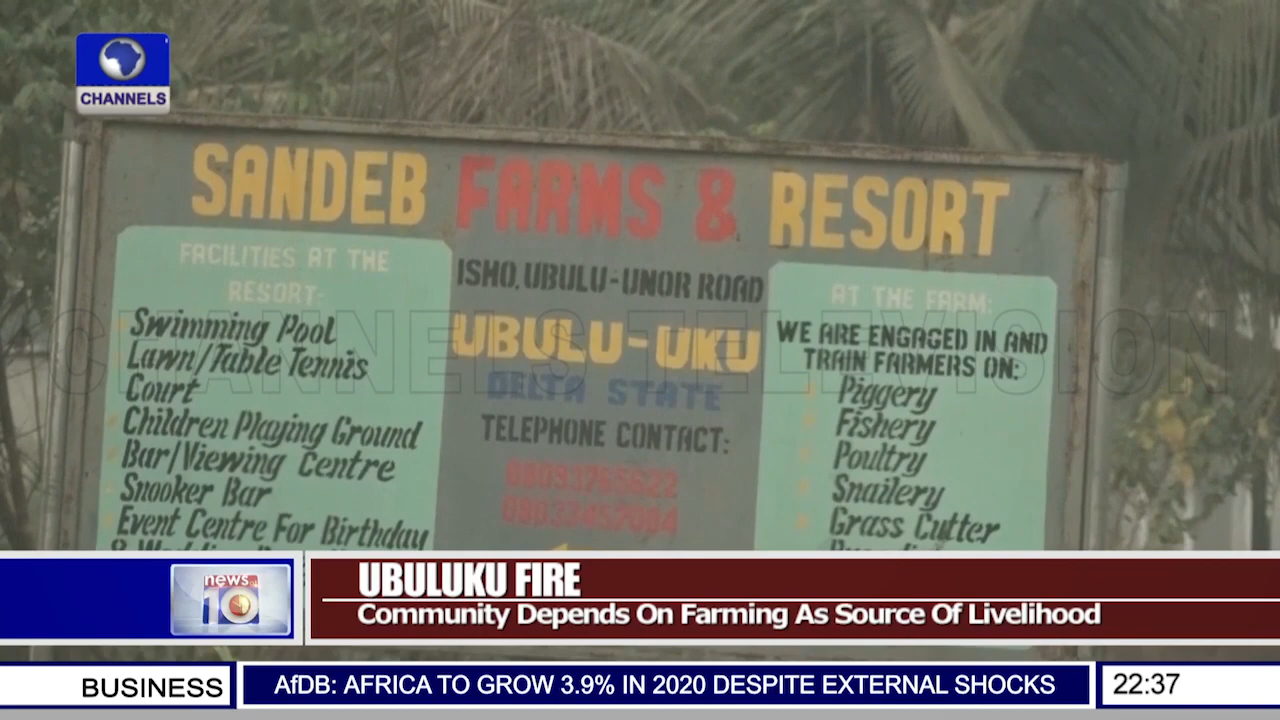 CHANNELS
SANDEB FARMS & RESORT
FACILITIES AT THE
RESORT:
Swimming Pool
Lawn/Table Tennis
Court
Children Playing Ground
Bar/Viewing Centre
Snooker Bar
Event Centre For Birthday
ISHO, UBULU-UNOR ROAD
UBULU-UKU
DELTA STATE
TELEPHONE CONTACT:
AT THE FARM:
WE ARE ENGAGED IN AND
TRAIN FARMERS ON:
Piggery
Fishery
Poultry
Snailery
Grass Cutter
CHANNELS TELEVISION
news at
10
UBULUKU FIRE
Community Depends On Farming As Source Of Livelihood
BUSINESS
AfDB: AFRICA TO GROW 3.9% IN 2020 DESPITE EXTERNAL SHOCKS
22:37